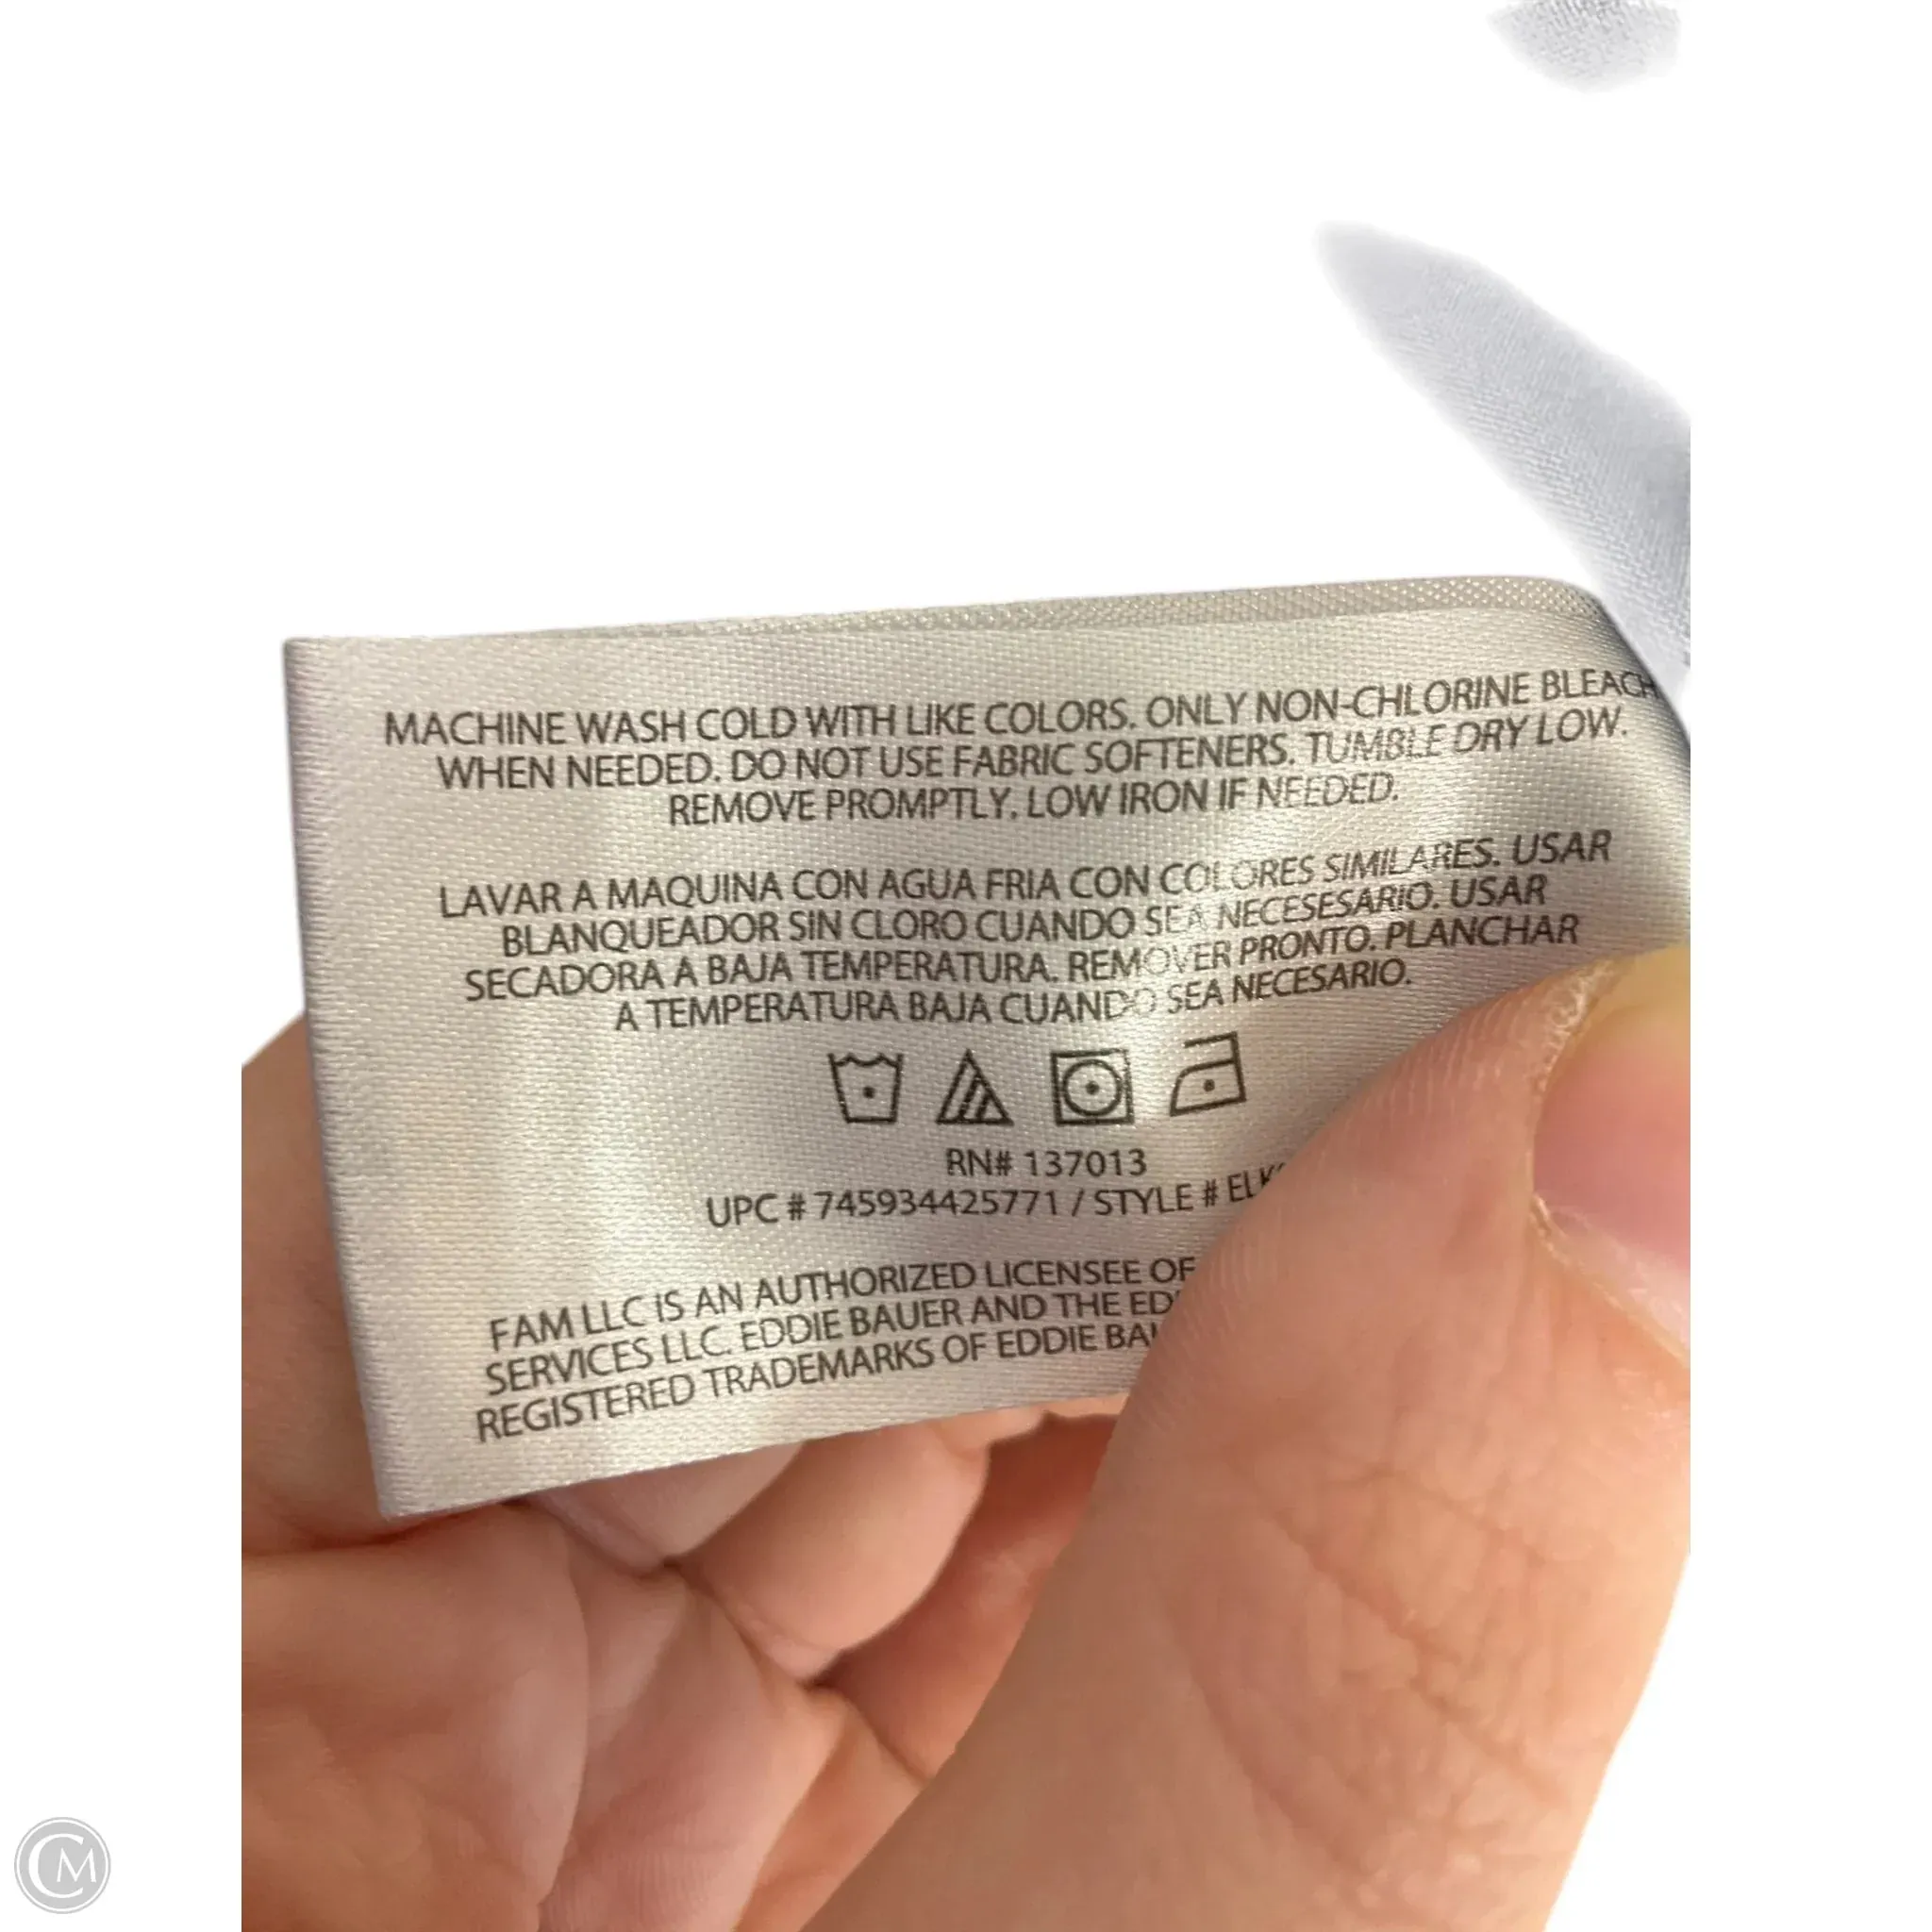 MACHINE WASH COLD WITH LIKE COLORS. ONLY NON-CHLORINE BLEACH
WHEN NEEDED. DO NOT USE FABRIC SOFTENERS. TUMBLE DRY LOW.
REMOVE PROMPTLY. LOW IRON IF NEEDED.
LAVAR A MAQUINA CON AGUA FRIA CON COLORES SIMILARES. USAR
BLANQUEADOR SIN CLORO CUANDO SEA NECESESARIO. USAR
SECADORA A BAJA TEMPERATURA. REMOVER PRONTO. PLANCHAR
A TEMPERATURA BAJA CUANDO SEA NECESARIO.
RN# 137013
UPC # 745934425771 / STYLE #
FAM LLC IS AN AUTHORIZED LICENSEE OF
SERVICES LLC. EDDIE BAUER AND THE
REGISTERED TRADEMARKS OF EDDIE
CM